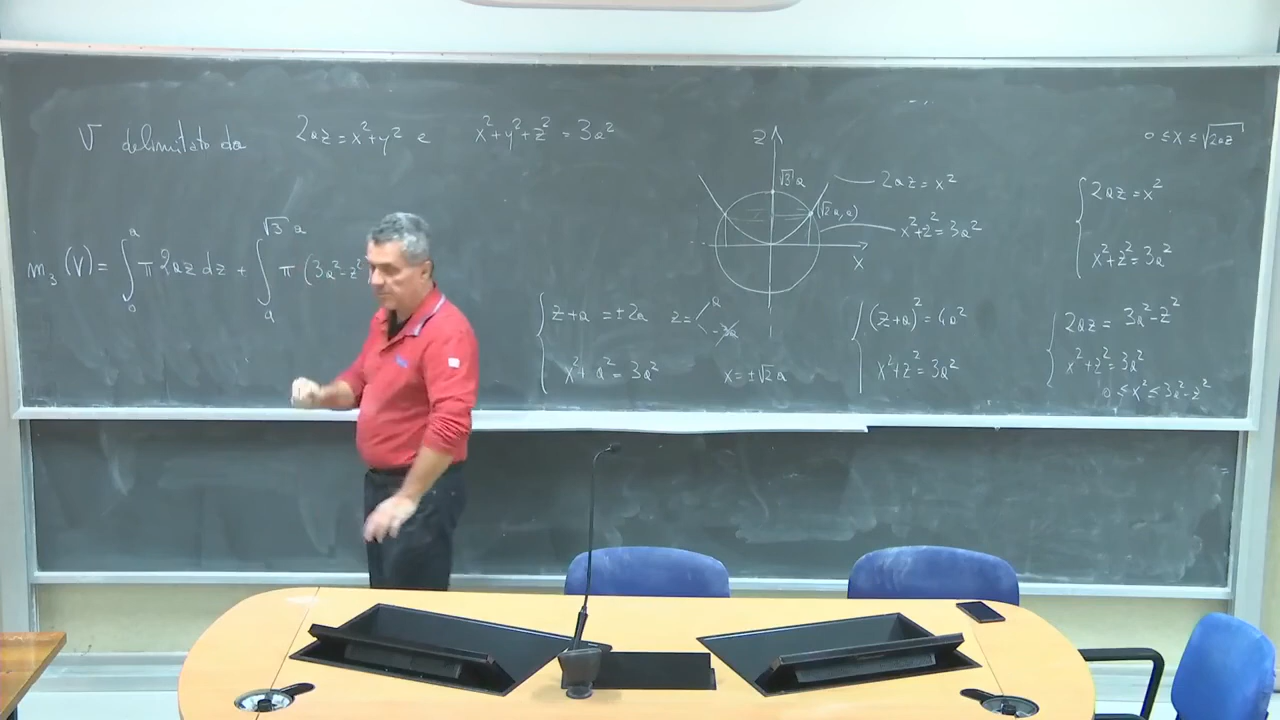 V delimitato da 2az = x²+y² e x²+y²+z² = 3a²
m₃(V) = ∫₀ᵃ π 2az dz + ∫ₐ^{√3 a} π (3a²-z²
z
√3 a
(√2 a, a)
x
2az = x²
x²+z² = 3a²
0 ≤ x ≤ √2az
{ 2az = x²
x²+z² = 3a²
{ z+a = ±2a z = < a
-3a
x²+a² = 3a² x = ±√2 a
{ (z+a)² = 4a²
x²+z² = 3a²
{ 2az = 3a²-z²
x²+z² = 3a²
0 ≤ x² ≤ 3a²-z²